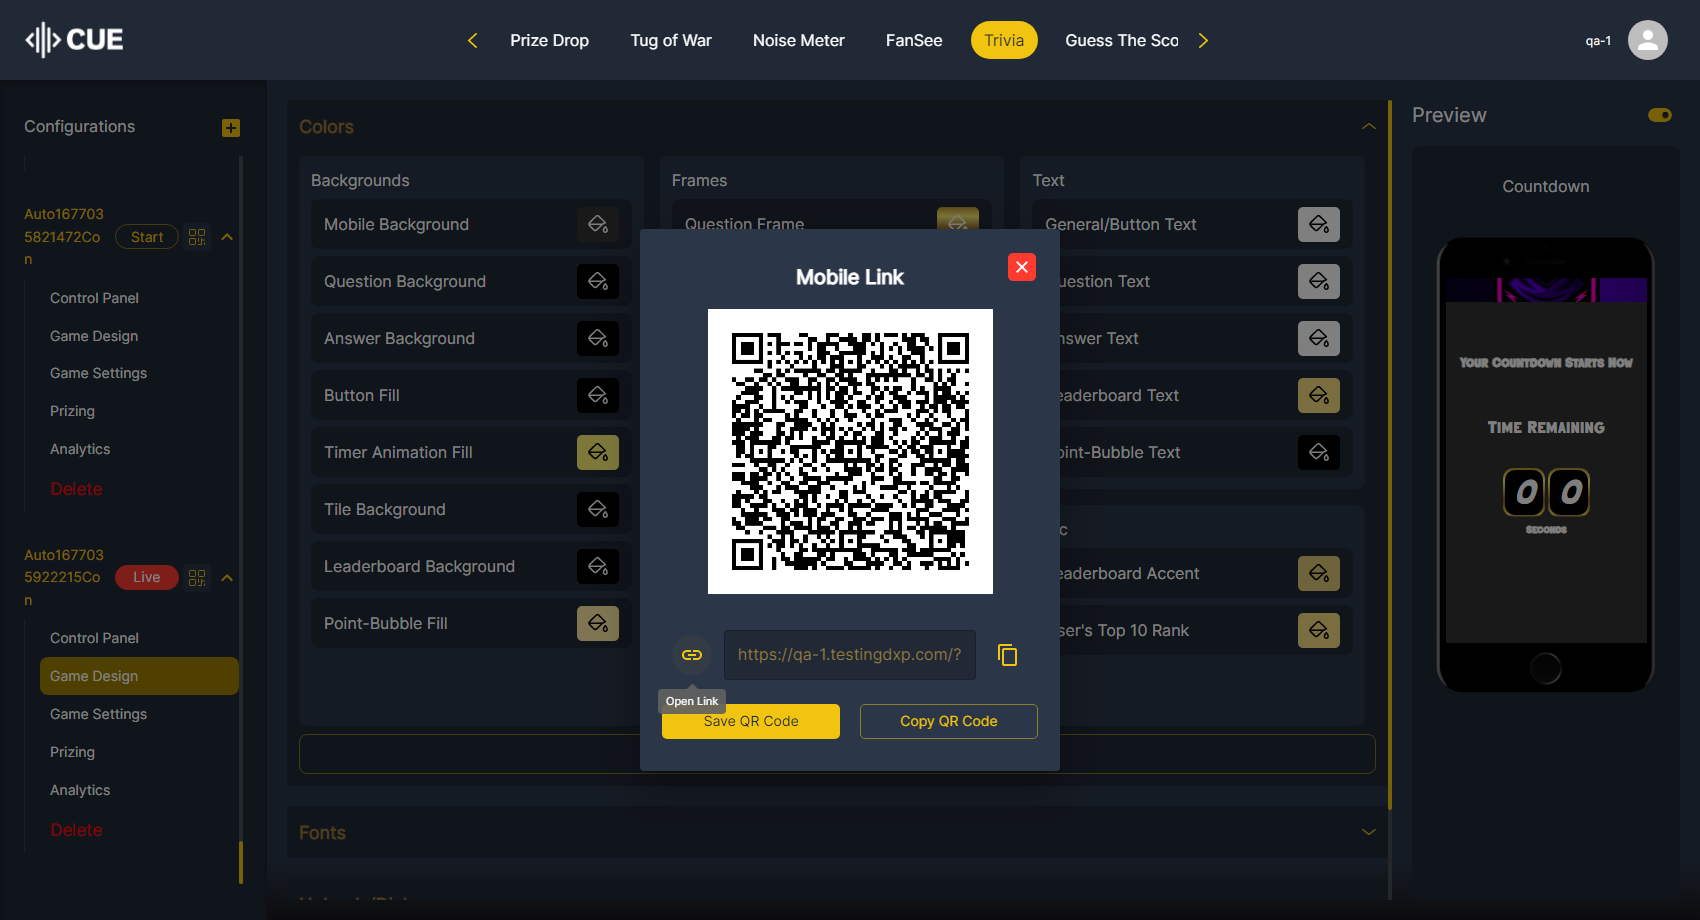 CUE
Prize Drop
Tug of War
Noise Meter
FanSee
Trivia
Guess The Sco
qa-1
Configurations
Auto167703
5821472Co
n
Start
Control Panel
Game Design
Game Settings
Prizing
Analytics
Delete
Auto167703
5922215Co
n
Live
Control Panel
Game Design
Game Settings
Prizing
Analytics
Delete
Colors
Backgrounds
Mobile Background
Question Background
Answer Background
Button Fill
Timer Animation Fill
Tile Background
Leaderboard Background
Point-Bubble Fill
Frames
Question Frame
Text
General/Button Text
uestion Text
nswer Text
eaderboard Text
oint-Bubble Text
c
eaderboard Accent
ser's Top 10 Rank
Mobile Link
https://qa-1.testingdxp.com/?
Open Link
Save QR Code
Copy QR Code
Fonts
Preview
Countdown
Your Countdown Starts Now
Time Remaining
0 0
Seconds